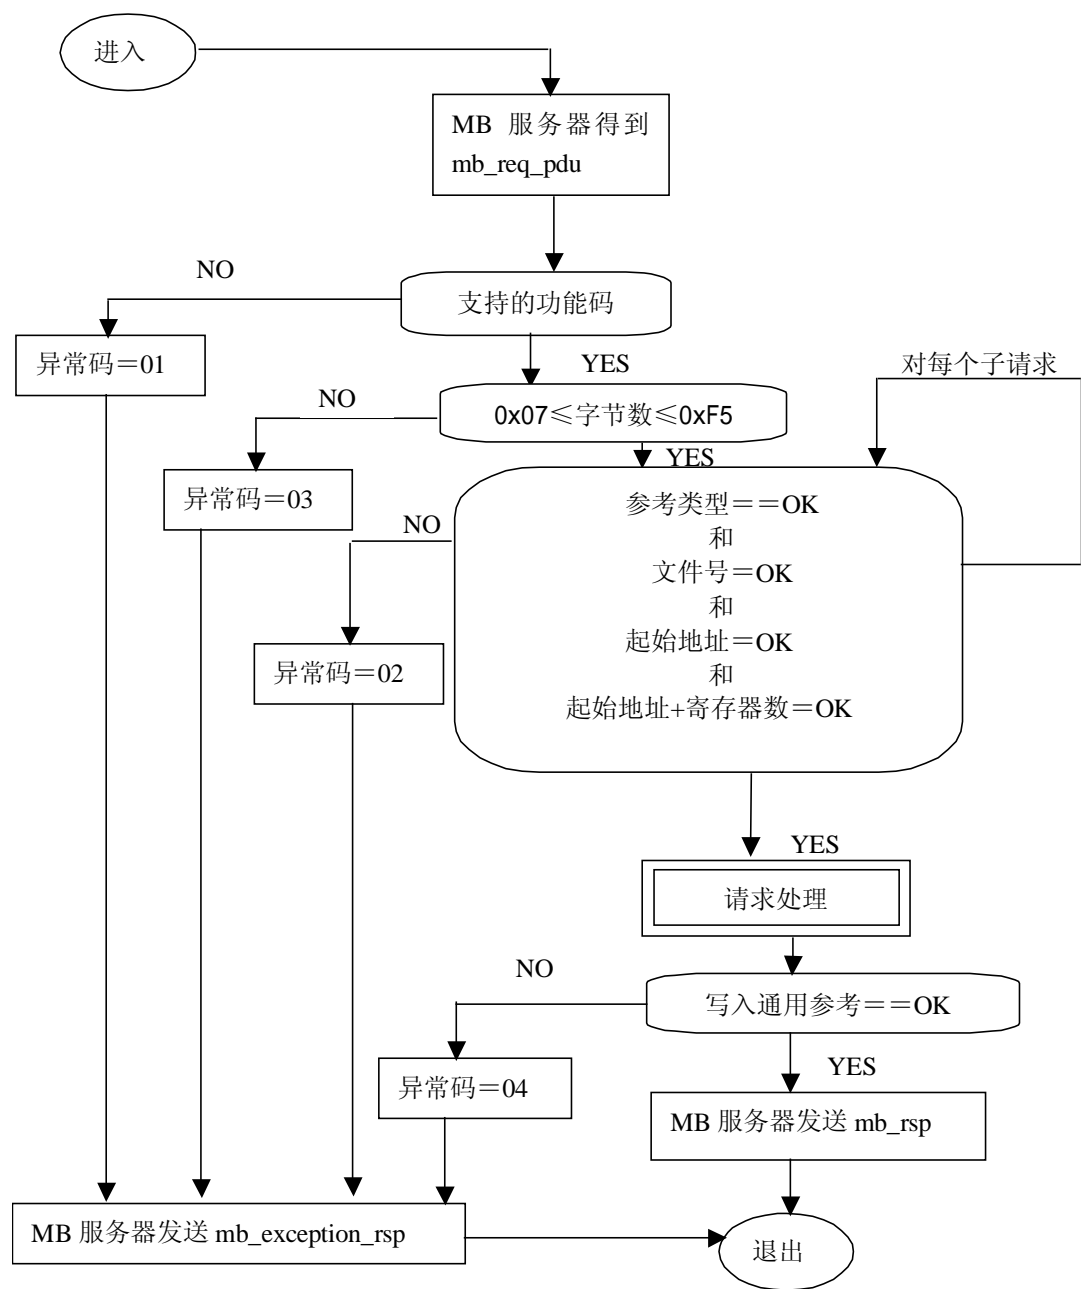 进入
MB 服务器得到
mb_req_pdu
NO
支持的功能码
异常码＝01
YES
对每个子请求
NO
0x07≤字节数≤0xF5
YES
异常码＝03
参考类型＝＝OK
NO
和
文件号＝OK
和
起始地址＝OK
异常码＝02
和
起始地址+寄存器数＝OK
YES
请求处理
NO
写入通用参考＝＝OK
YES
异常码＝04
MB 服务器发送 mb_rsp
MB 服务器发送 mb_exception_rsp
退出